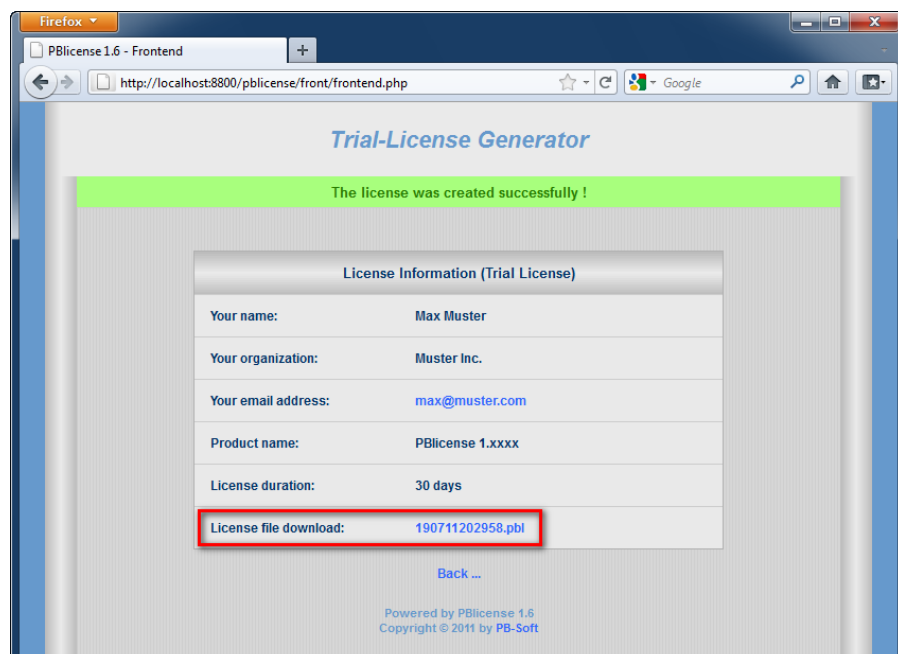 Firefox
PBlicense 1.6 - Frontend
http://localhost:8800/pblicense/front/frontend.php
Google
Trial-License Generator
The license was created successfully !
License Information (Trial License)
Your name: Max Muster
Your organization: Muster Inc.
Your email address: max@muster.com
Product name: PBlicense 1.xxxx
License duration: 30 days
License file download: 190711202958.pbl
Back ...
Powered by PBlicense 1.6
Copyright © 2011 by PB-Soft